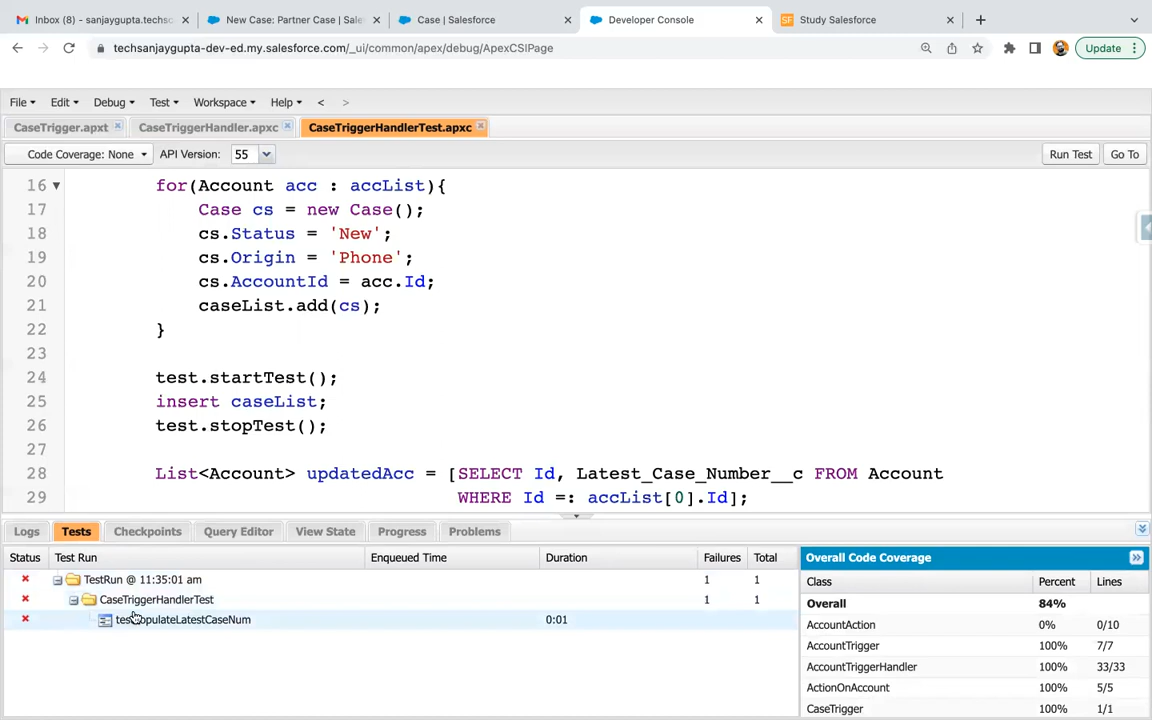 Inbox (93) - sanjaygupta.techsc
New Case: Partner Case | Sales
Case | Salesforce
Developer Console
Study Salesforce
techsanjaygupta-dev-ed.my.salesforce.com/_ui/common/apex/debug/ApexCSIPage
Update
File Edit Debug Test Workspace Help < >
CaseTrigger.apxt CaseTriggerHandler.apxc CaseTriggerHandlerTest.apxc
Code Coverage: None API Version: 55 Run Test Go To
16 for(Account acc : accList){
17 Case cs = new Case();
18 cs.Status = 'New';
19 cs.Origin = 'Phone';
20 cs.AccountId = acc.Id;
21 caseList.add(cs);
22 }
23
24 test.startTest();
25 insert caseList;
26 test.stopTest();
27
28 List<Account> updatedAcc = [SELECT Id, Latest_Case_Number__c FROM Account
29 WHERE Id =: accList[0].Id];
Logs Tests Checkpoints Query Editor View State Progress Problems
Status Test Run Enqueued Time Duration Failures Total
TestRun @ 11:35:01 am 1 1
CaseTriggerHandlerTest 1 1
testPopulateLatestCaseNum 0:01
Overall Code Coverage
Class Percent Lines
Overall 84%
AccountAction 0% 0/10
AccountTrigger 100% 7/7
AccountTriggerHandler 100% 33/33
ActionOnAccount 100% 5/5
CaseTrigger 100% 1/1